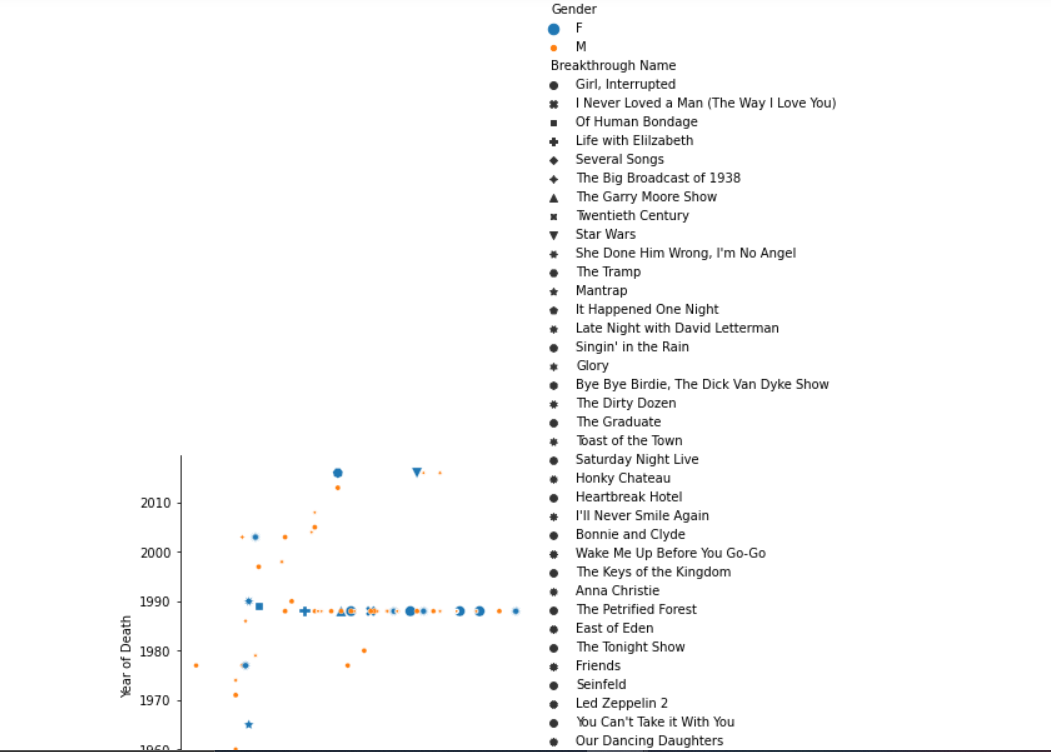 Gender
F
M
Breakthrough Name
Girl, Interrupted
I Never Loved a Man (The Way I Love You)
Of Human Bondage
Life with Elilzabeth
Several Songs
The Big Broadcast of 1938
The Garry Moore Show
Twentieth Century
Star Wars
She Done Him Wrong, I'm No Angel
The Tramp
Mantrap
It Happened One Night
Late Night with David Letterman
Singin' in the Rain
Glory
Bye Bye Birdie, The Dick Van Dyke Show
The Dirty Dozen
The Graduate
Toast of the Town
Saturday Night Live
Honky Chateau
Heartbreak Hotel
I'll Never Smile Again
Bonnie and Clyde
Wake Me Up Before You Go-Go
The Keys of the Kingdom
Anna Christie
The Petrified Forest
East of Eden
The Tonight Show
Friends
Seinfeld
Led Zeppelin 2
You Can't Take it With You
Our Dancing Daughters
Year of Death
2010
2000
1990
1980
1970
1960